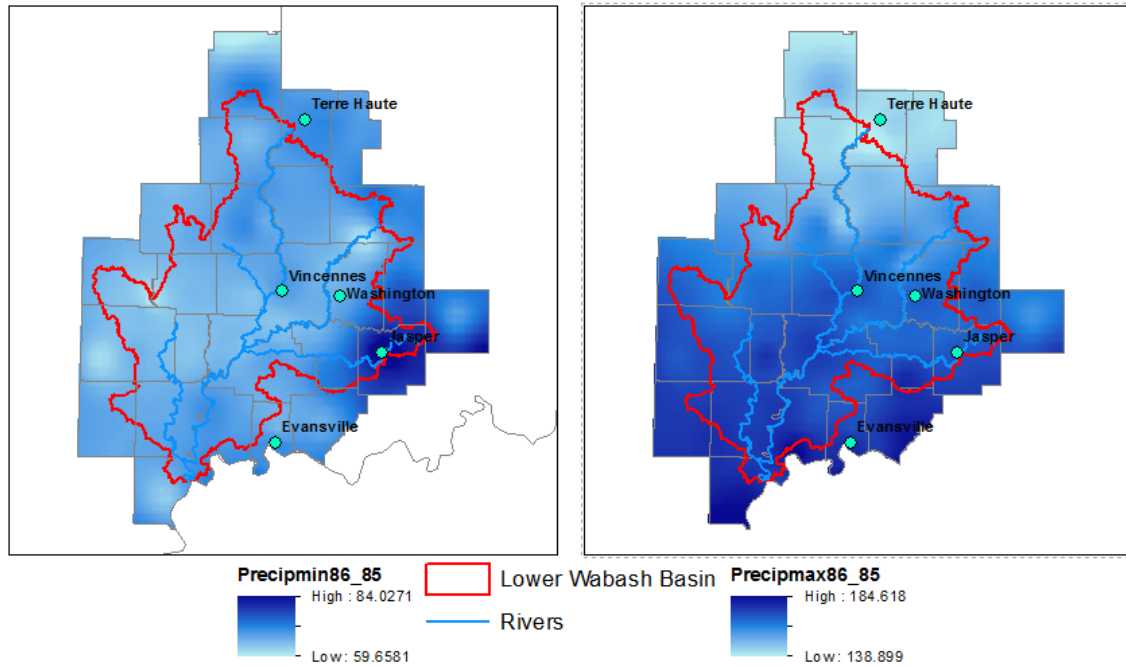 Terre Haute
Vincennes
Washington
Jasper
Evansville
Terre Haute
Vincennes
Washington
Jasper
Evansville
Precipmin86_85
High : 84.0271
Low: 59.6581
Lower Wabash Basin
Rivers
Precipmax86_85
High : 184.618
Low: 138.899